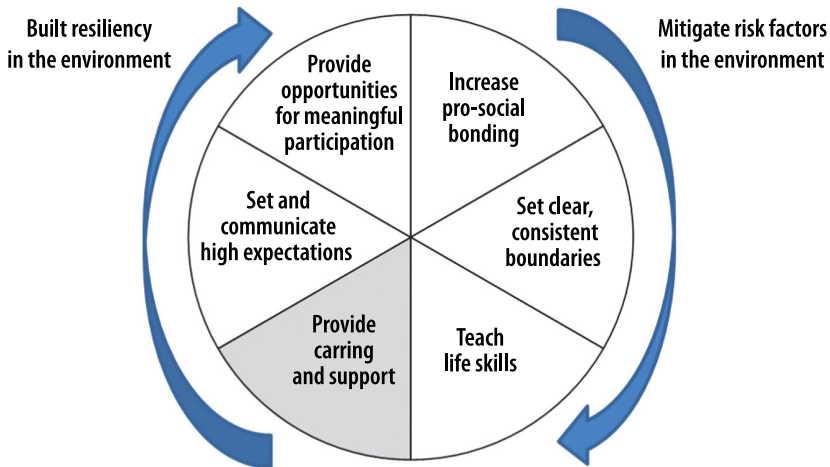 Built resiliency
in the environment
Mitigate risk factors
in the environment
Provide
opportunities
for meaningful
participation
Increase
pro-social
bonding
Set and
communicate
high expectations
Set clear,
consistent
boundaries
Provide
carring
and support
Teach
life skills